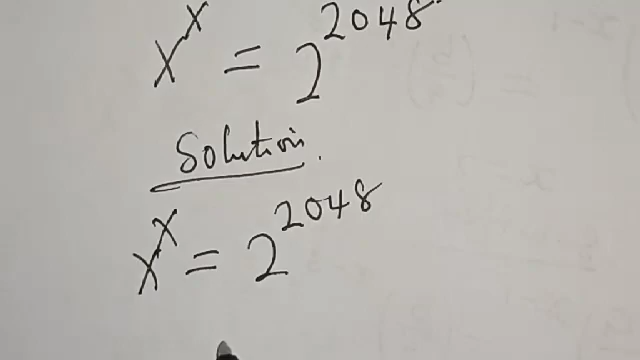 x^x = 2^2048
Solution.
x^x = 2^2048